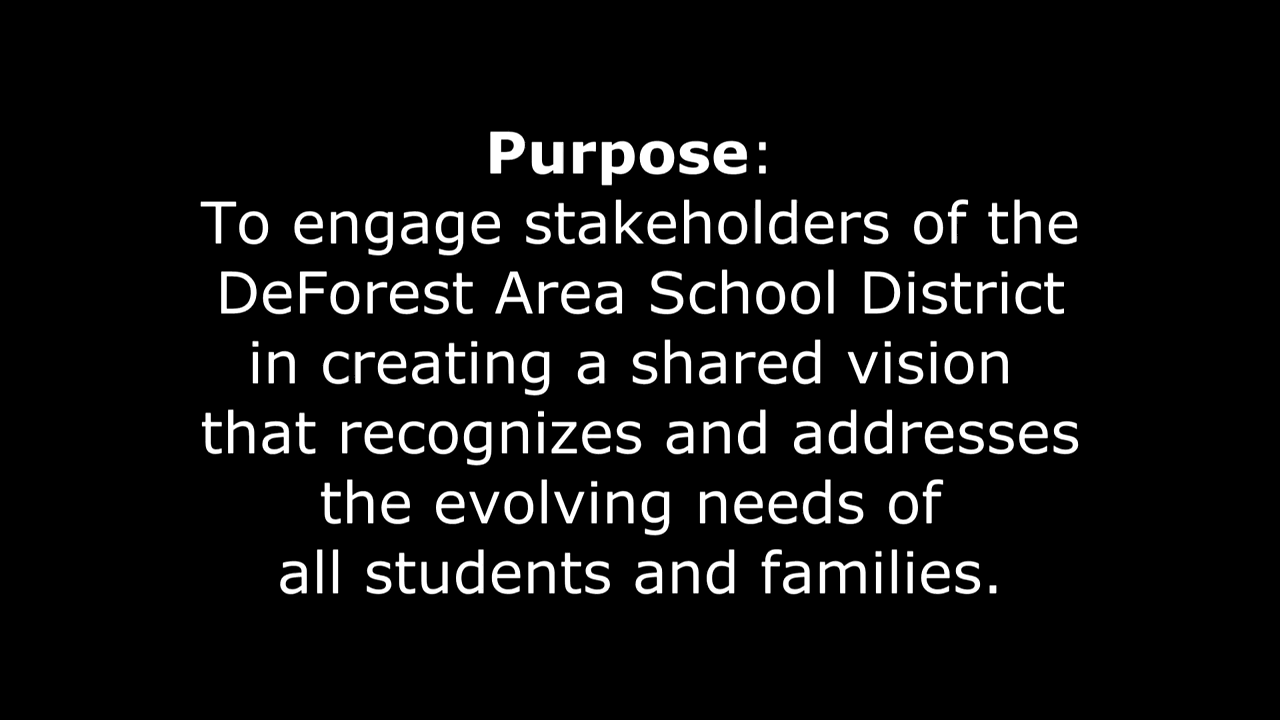 Purpose:
To engage stakeholders of the
DeForest Area School District
in creating a shared vision
that recognizes and addresses
the evolving needs of
all students and families.